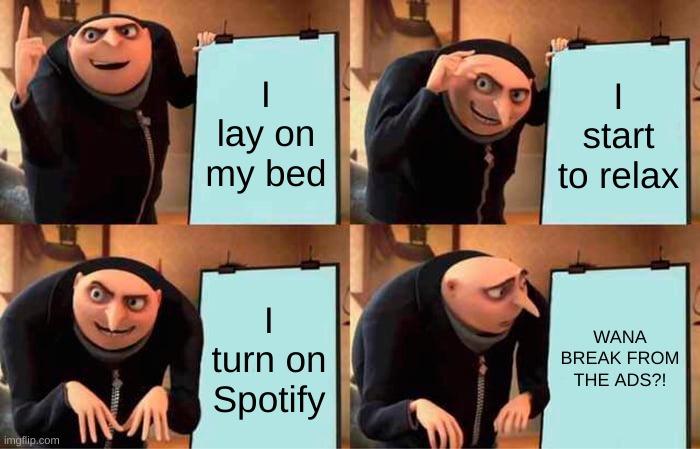 I
lay on
my bed
I
start
to relax
I
turn on
Spotify
WANA
BREAK FROM
THE ADS?!
imgflip.com